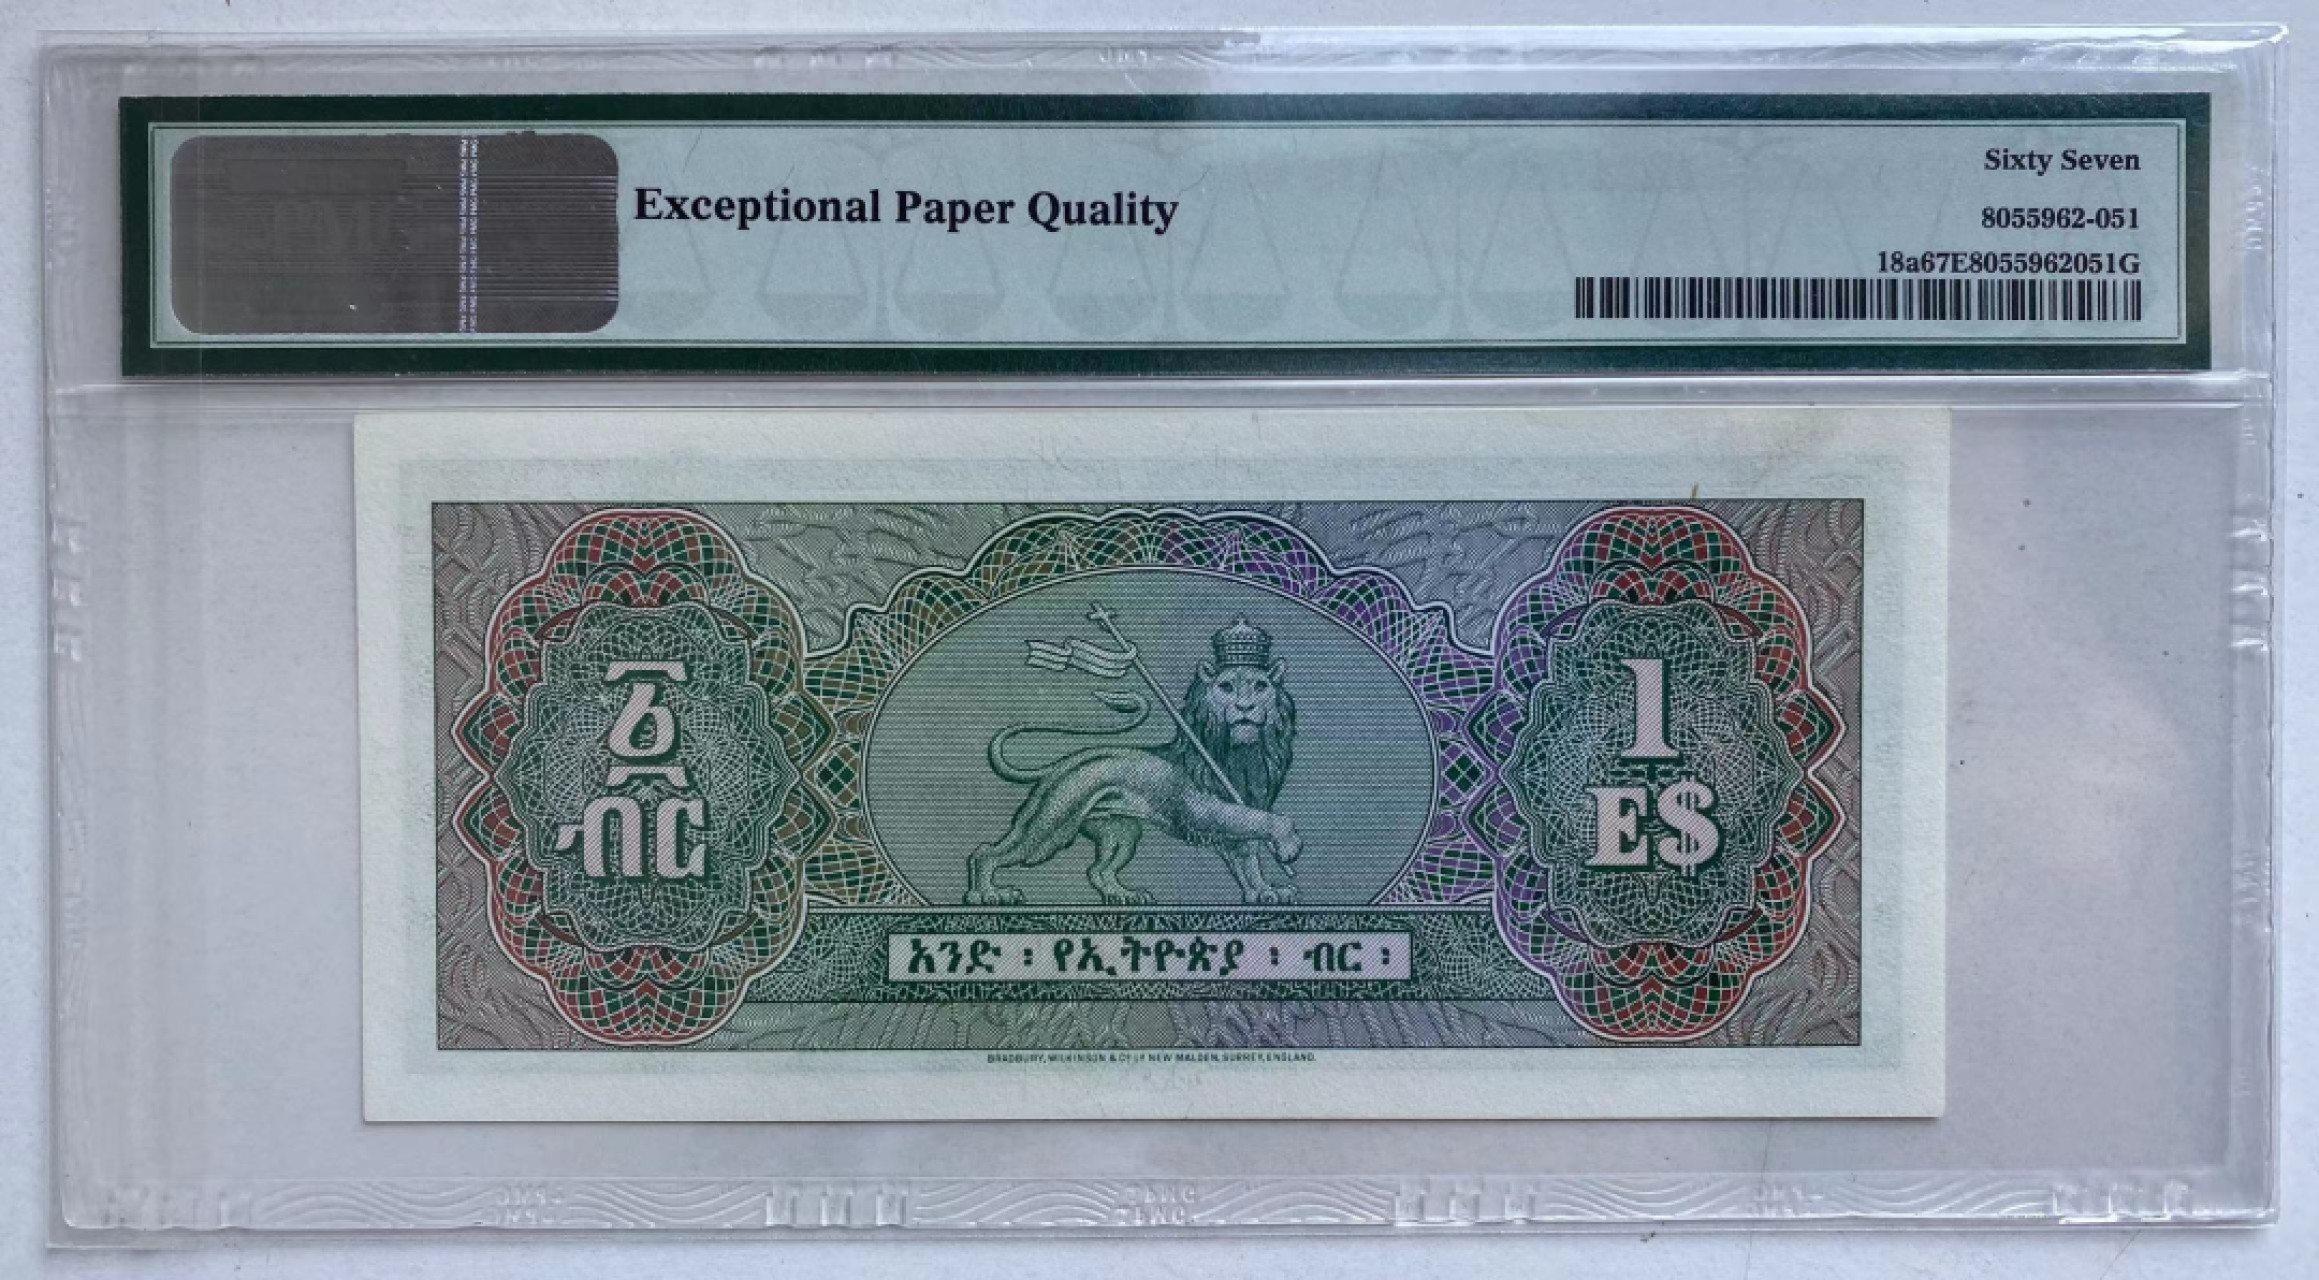 Exceptional Paper Quality
Sixty Seven
8055962-051
18a67E8055962051G
፩
ብር
1
E$
አንድ ፡ የኢትዮጵያ ፡ ብር ፡
BRADBURY, WILKINSON & Co Ld NEW MALDEN, SURREY, ENGLAND.